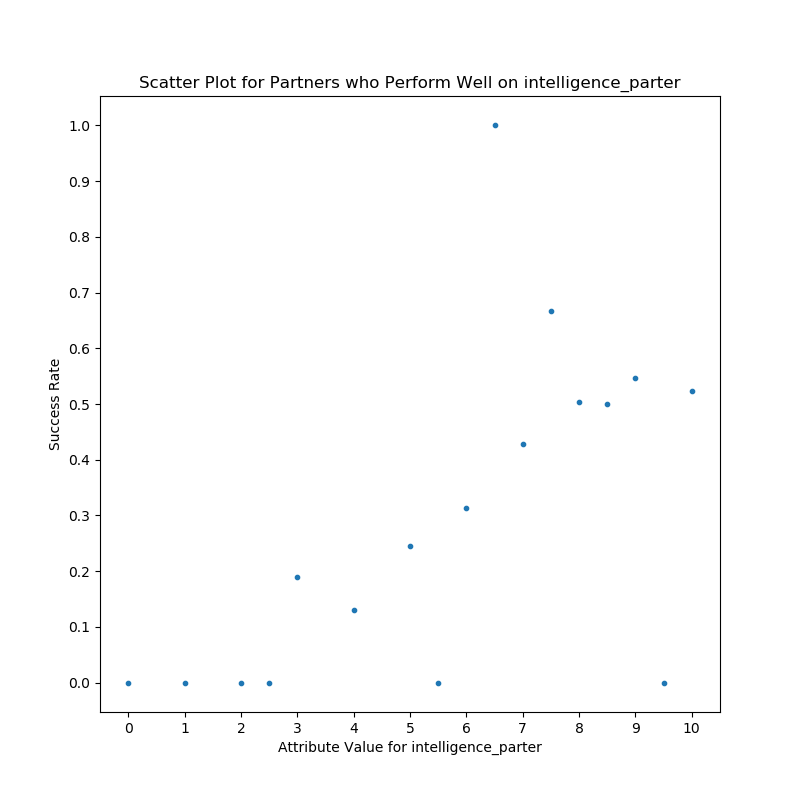 Scatter Plot for Partners who Perform Well on intelligence_parter
1.0
0.9
0.8
0.7
0.6
0.5
0.4
0.3
0.2
0.1
0.0
Success Rate
0 1 2 3 4 5 6 7 8 9 10
Attribute Value for intelligence_parter